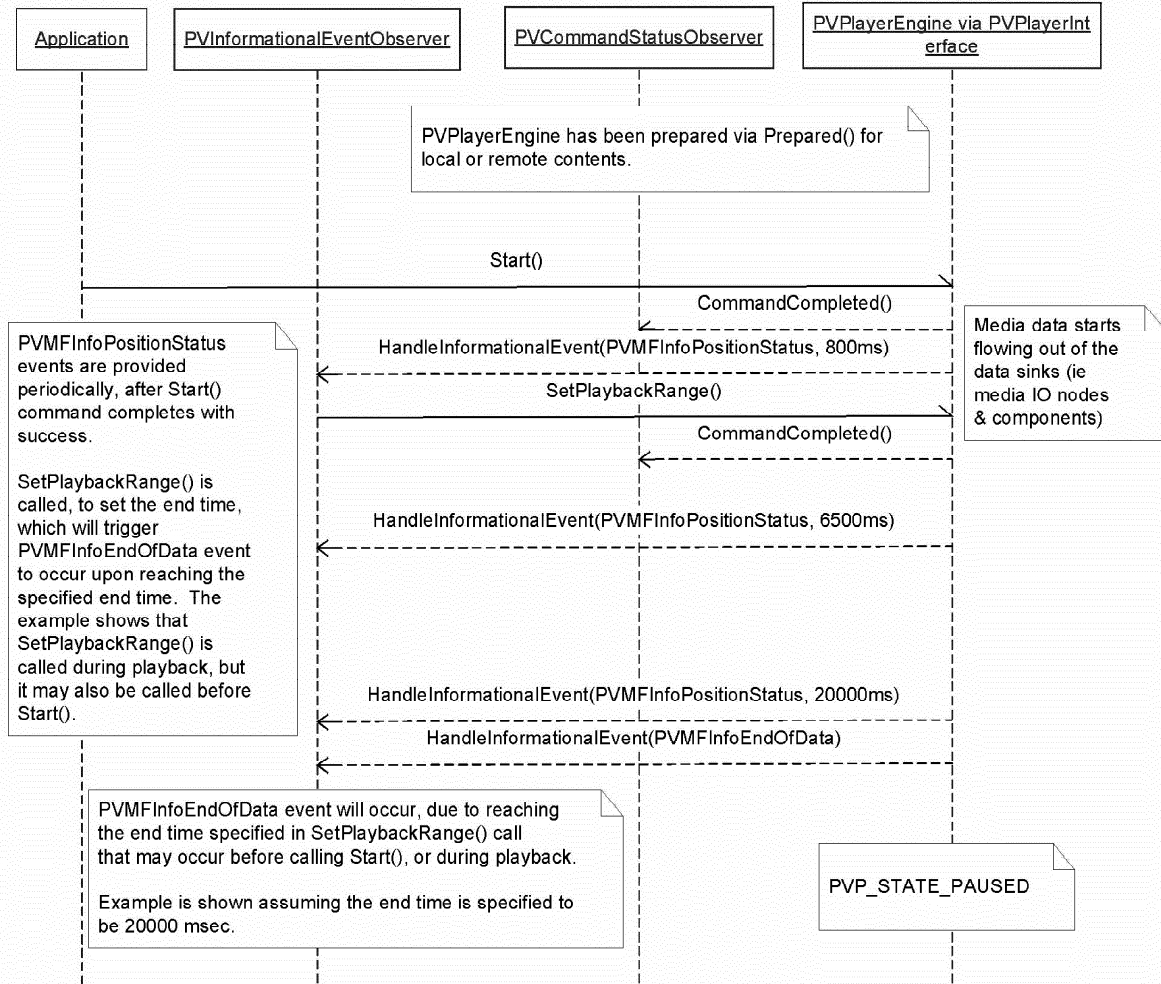 Application
PVInformationalEventObserver
PVCommandStatusObserver
PVPlayerEngine via PVPlayerInt
erface
PVPlayerEngine has been prepared via Prepared() for
local or remote contents.
Start()
CommandCompleted()
HandleInformationalEvent(PVMFInfoPositionStatus, 800ms)
SetPlaybackRange()
CommandCompleted()
HandleInformationalEvent(PVMFInfoPositionStatus, 6500ms)
HandleInformationalEvent(PVMFInfoPositionStatus, 20000ms)
HandleInformationalEvent(PVMFInfoEndOfData)
Media data starts
flowing out of the
data sinks (ie
media IO nodes
& components)
PVMFInfoPositionStatus
events are provided
periodically, after Start()
command completes with
success.
SetPlaybackRange() is
called, to set the end time,
which will trigger
PVMFInfoEndOfData event
to occur upon reaching the
specified end time.  The
example shows that
SetPlaybackRange() is
called during playback, but
it may also be called before
Start().
PVMFInfoEndOfData event will occur, due to reaching
the end time specified in SetPlaybackRange() call
that may occur before calling Start(), or during playback.
Example is shown assuming the end time is specified to
be 20000 msec.
PVP_STATE_PAUSED